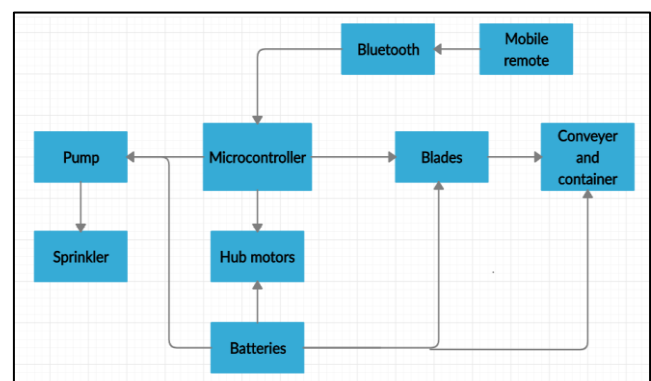 Mobile
remote
Bluetooth
Pump
Microcontroller
Blades
Conveyer
and
container
Sprinkler
Hub motors
Batteries